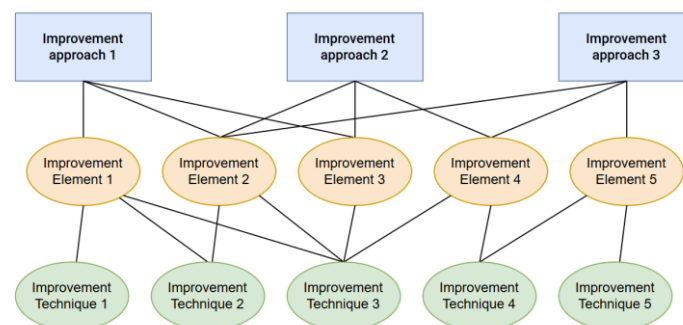 Improvement
approach 1
Improvement
approach 2
Improvement
approach 3
Improvement
Element 1
Improvement
Element 2
Improvement
Element 3
Improvement
Element 4
Improvement
Element 5
Improvement
Technique 1
Improvement
Technique 2
Improvement
Technique 3
Improvement
Technique 4
Improvement
Technique 5